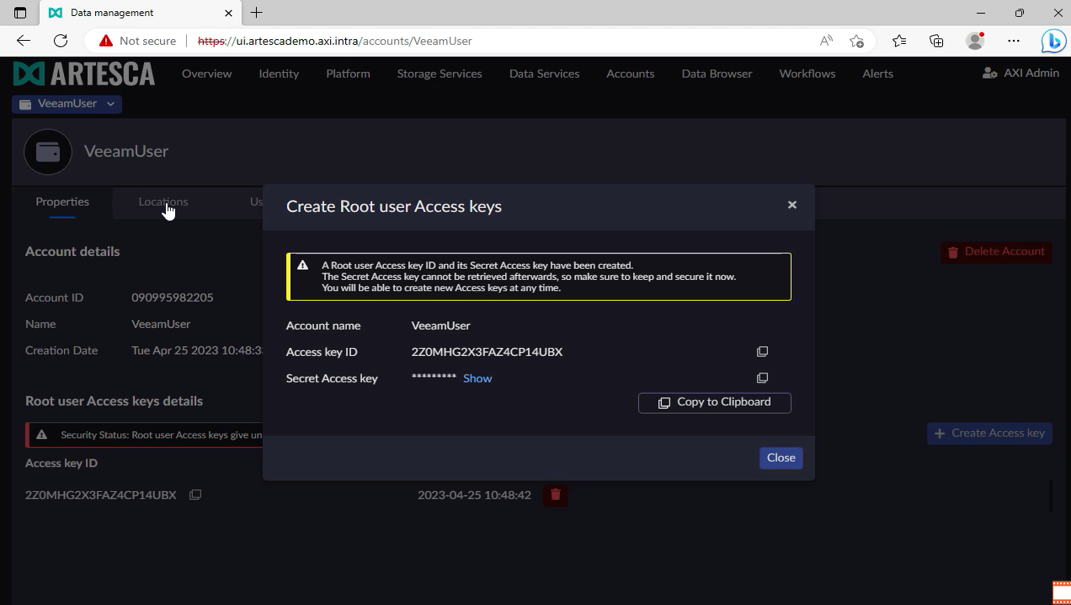 Data management
Not secure
https://ui.artescademo.axi.intra/accounts/VeeamUser
ARTESCA
Overview
Identity
Platform
Storage Services
Data Services
Accounts
Data Browser
Workflows
Alerts
AXI Admin
VeeamUser
VeeamUser
Properties
Locations
Us
Account details
Delete Account
Account ID 090995982205
Name VeeamUser
Creation Date Tue Apr 25 2023 10:48:3
Root user Access keys details
Security Status: Root user Access keys give un
Create Access key
Access key ID
2Z0MHG2X3FAZ4CP14UBX 2023-04-25 10:48:42
Create Root user Access keys
A Root user Access key ID and its Secret Access key have been created.
The Secret Access key cannot be retrieved afterwards, so make sure to keep and secure it now.
You will be able to create new Access keys at any time.
Account name VeeamUser
Access key ID 2Z0MHG2X3FAZ4CP14UBX
Secret Access key ********* Show
Copy to Clipboard
Close